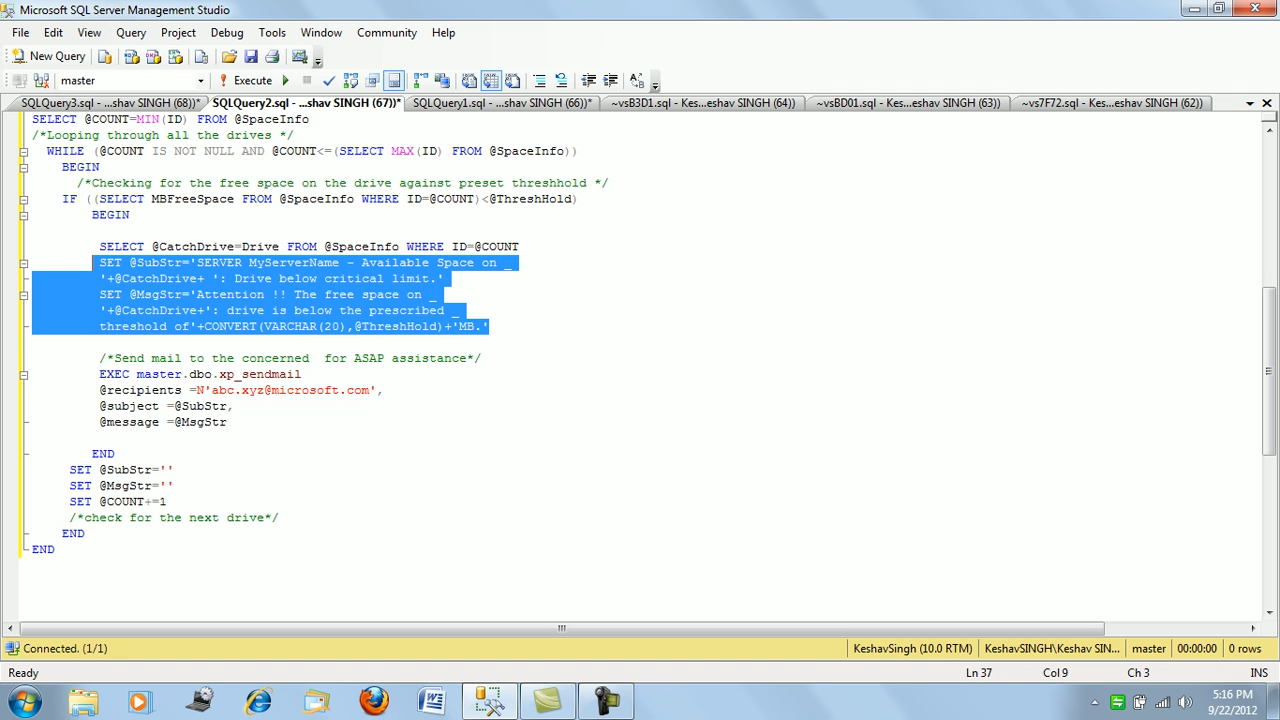 Microsoft SQL Server Management Studio
File Edit View Query Project Debug Tools Window Community Help
New Query
master Execute
SQLQuery3.sql - ...shav SINGH (68))* SQLQuery2.sql - ...shav SINGH (67))* SQLQuery1.sql - ...shav SINGH (66))* ~vsB3D1.sql - Kes...eshav SINGH (64)) ~vsBD01.sql - Kes...eshav SINGH (63)) ~vs7F72.sql - Kes...eshav SINGH (62))
SELECT @COUNT=MIN(ID) FROM @SpaceInfo
/*Looping through all the drives */
WHILE (@COUNT IS NOT NULL AND @COUNT<=(SELECT MAX(ID) FROM @SpaceInfo))
BEGIN
/*Checking for the free space on the drive against preset threshhold */
IF ((SELECT MBFreeSpace FROM @SpaceInfo WHERE ID=@COUNT)<@ThreshHold)
BEGIN
SELECT @CatchDrive=Drive FROM @SpaceInfo WHERE ID=@COUNT
SET @SubStr='SERVER MyServerName - Available Space on _
'+@CatchDrive+ ': Drive below critical limit.'
SET @MsgStr='Attention !! The free space on _
'+@CatchDrive+': drive is below the prescribed _
threshold of'+CONVERT(VARCHAR(20),@ThreshHold)+'MB.'
/*Send mail to the concerned  for ASAP assistance*/
EXEC master.dbo.xp_sendmail
@recipients =N'abc.xyz@microsoft.com',
@subject =@SubStr,
@message =@MsgStr
END
SET @SubStr=''
SET @MsgStr=''
SET @COUNT+=1
/*check for the next drive*/
END
END
Connected. (1/1) KeshavSingh (10.0 RTM) KeshavSINGH\Keshav SIN... master 00:00:00 0 rows
Ready Ln 37 Col 9 Ch 3 INS
5:16 PM
9/22/2012